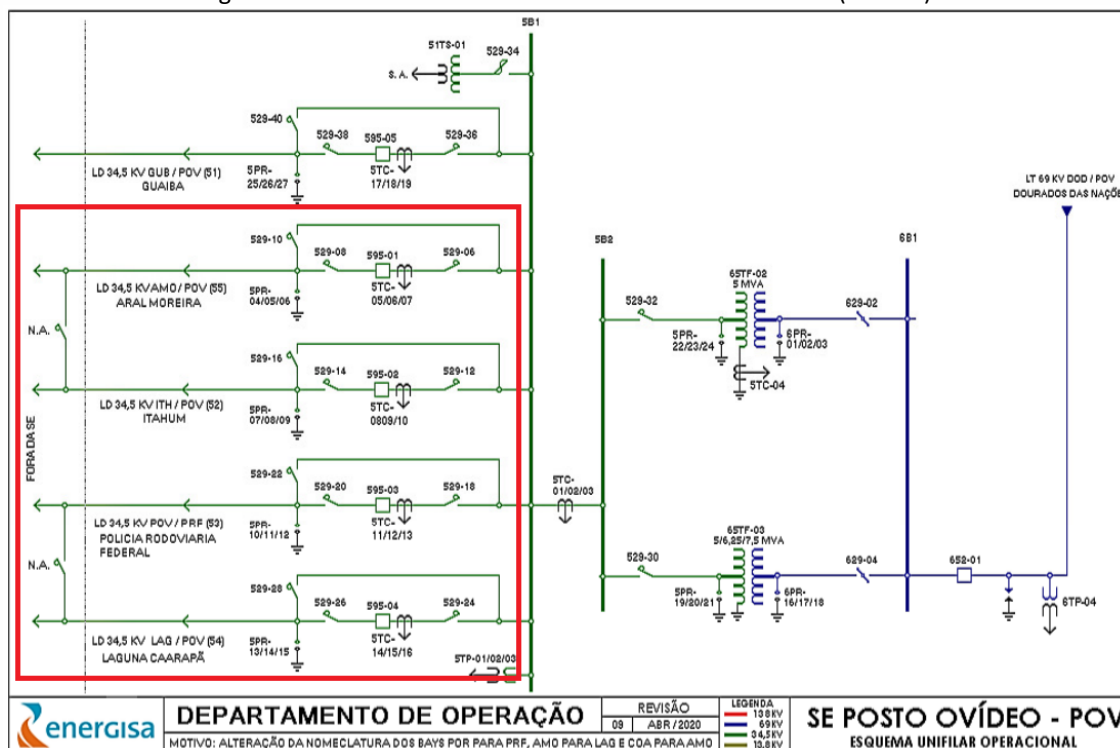 5B1
51TS-01
529-34
S. A.
529-40
529-38
595-05
529-36
LD 34,5 KV GUB / POV (51)
GUAIBA
5PR-
25/26/27
5TC-
17/18/19
LT 69 KV DOD / POV
DOURADOS DAS NAÇÕE
529-10
529-08
595-01
529-06
5B2
6B1
LD 34,5 KVAMO/ POV (55)
ARAL MOREIRA
5PR-
04/05/06
5TC-
05/06/07
65TF-02
5 MVA
529-32
629-02
N.A.
5PR-
22/23/24
6PR-
01/02/03
5TC-04
529-16
529-14
595-02
529-12
LD 34,5 KV ITH / POV (52)
ITAHUM
5PR-
07/08/09
5TC-
0809/10
FORA DA SE
529-22
529-20
595-03
529-18
5TC-
01/02/03
LD 34,5 KV POV / PRF (53)
POLICIA RODOVIARIA
FEDERAL
5PR-
10/11/12
5TC-
11/12/13
65TF-03
5/6,25/7,5 MVA
529-30
629-04
652-01
N.A.
5PR-
19/20/21
6PR-
16/17/18
6TP-04
529-28
529-26
595-04
529-24
LD 34,5 KV LAG / POV (54)
LAGUNA CAARAPÃ
5PR-
13/14/15
5TC-
14/15/16
5TP-01/02/03
energisa
DEPARTAMENTO DE OPERAÇÃO
REVISÃO
09 ABR / 2020
LEGENDA
138KV
69KV
34,5KV
13,8KV
SE POSTO OVÍDEO - POV
ESQUEMA UNIFILAR OPERACIONAL
MOTIVO: ALTERAÇÃO DA NOMECLATURA DOS BAYS POR PARA PRF, AMO PARA LAG E COA PARA AMO